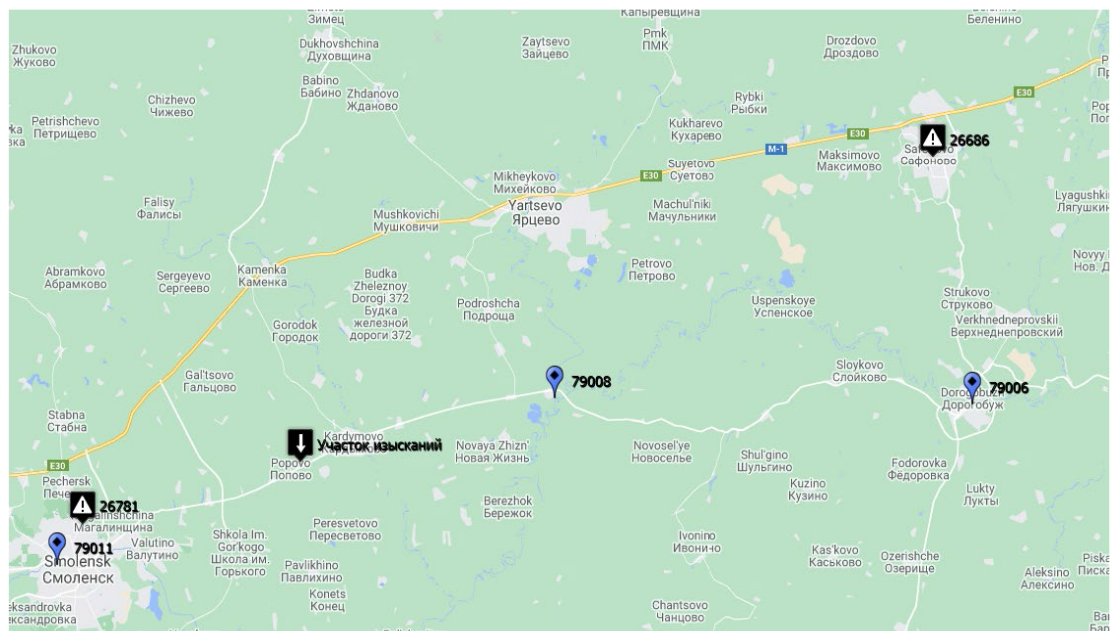 Зимец
Капыревщина
Беленино
Zhukovo
Жуково
Dukhovshchina
Духовщина
Zaytsevo
Зайцево
Pmk
ПМК
Drozdovo
Дроздово
Babino
Бабино
Zhdanovo
Жданово
Chizhevo
Чижево
Petrishchevo
Петрищево
Rybki
Рыбки
E30
Kukharevo
Кухарево
E30
M-1
26686
Сафоново
Maksimovo
Максимово
Suyetovo
Суетово
E30
Mikheykovo
Михейково
Yartsevo
Ярцево
Machul'niki
Мачульники
Falisy
Фалисы
Mushkovichi
Мушковичи
Abramkovo
Абрамково
Sergeyevo
Сергеево
Kamenka
Каменка
Budka
Zheleznoy
Dorogi 372
Будка
железной
дороги 372
Petrovo
Петрово
Podroshcha
Подроща
Uspenskoye
Успенское
Strukovo
Струково
Verkhnedneprovskii
Верхнеднепровский
Gorodok
Городок
Gal'tsovo
Гальцово
Sloykovo
Слойково
79008
79006
Дорогобуж
Stabna
Стабна
Участок изысканий
Kardymovo
Popovo
Попово
Novaya Zhizn'
Новая Жизнь
Novosel'ye
Новоселье
Shul'gino
Шульгино
Fodorovka
Фёдоровка
E30
Kuzino
Кузино
Lukty
Лукты
26781
Магалинщина
Berezhok
Бережок
Peresvetovo
Пересветово
Valutino
Валутино
Shkola Im.
Gor'kogo
Школа им.
Горького
79011
Smolensk
Смоленск
Pavlikhino
Павлихино
Ivonino
Kas'kovo
Каськово
Ozerishche
Озерище
Aleksino
Алексино
Konets
Конец
Chantsovo
Чанцово